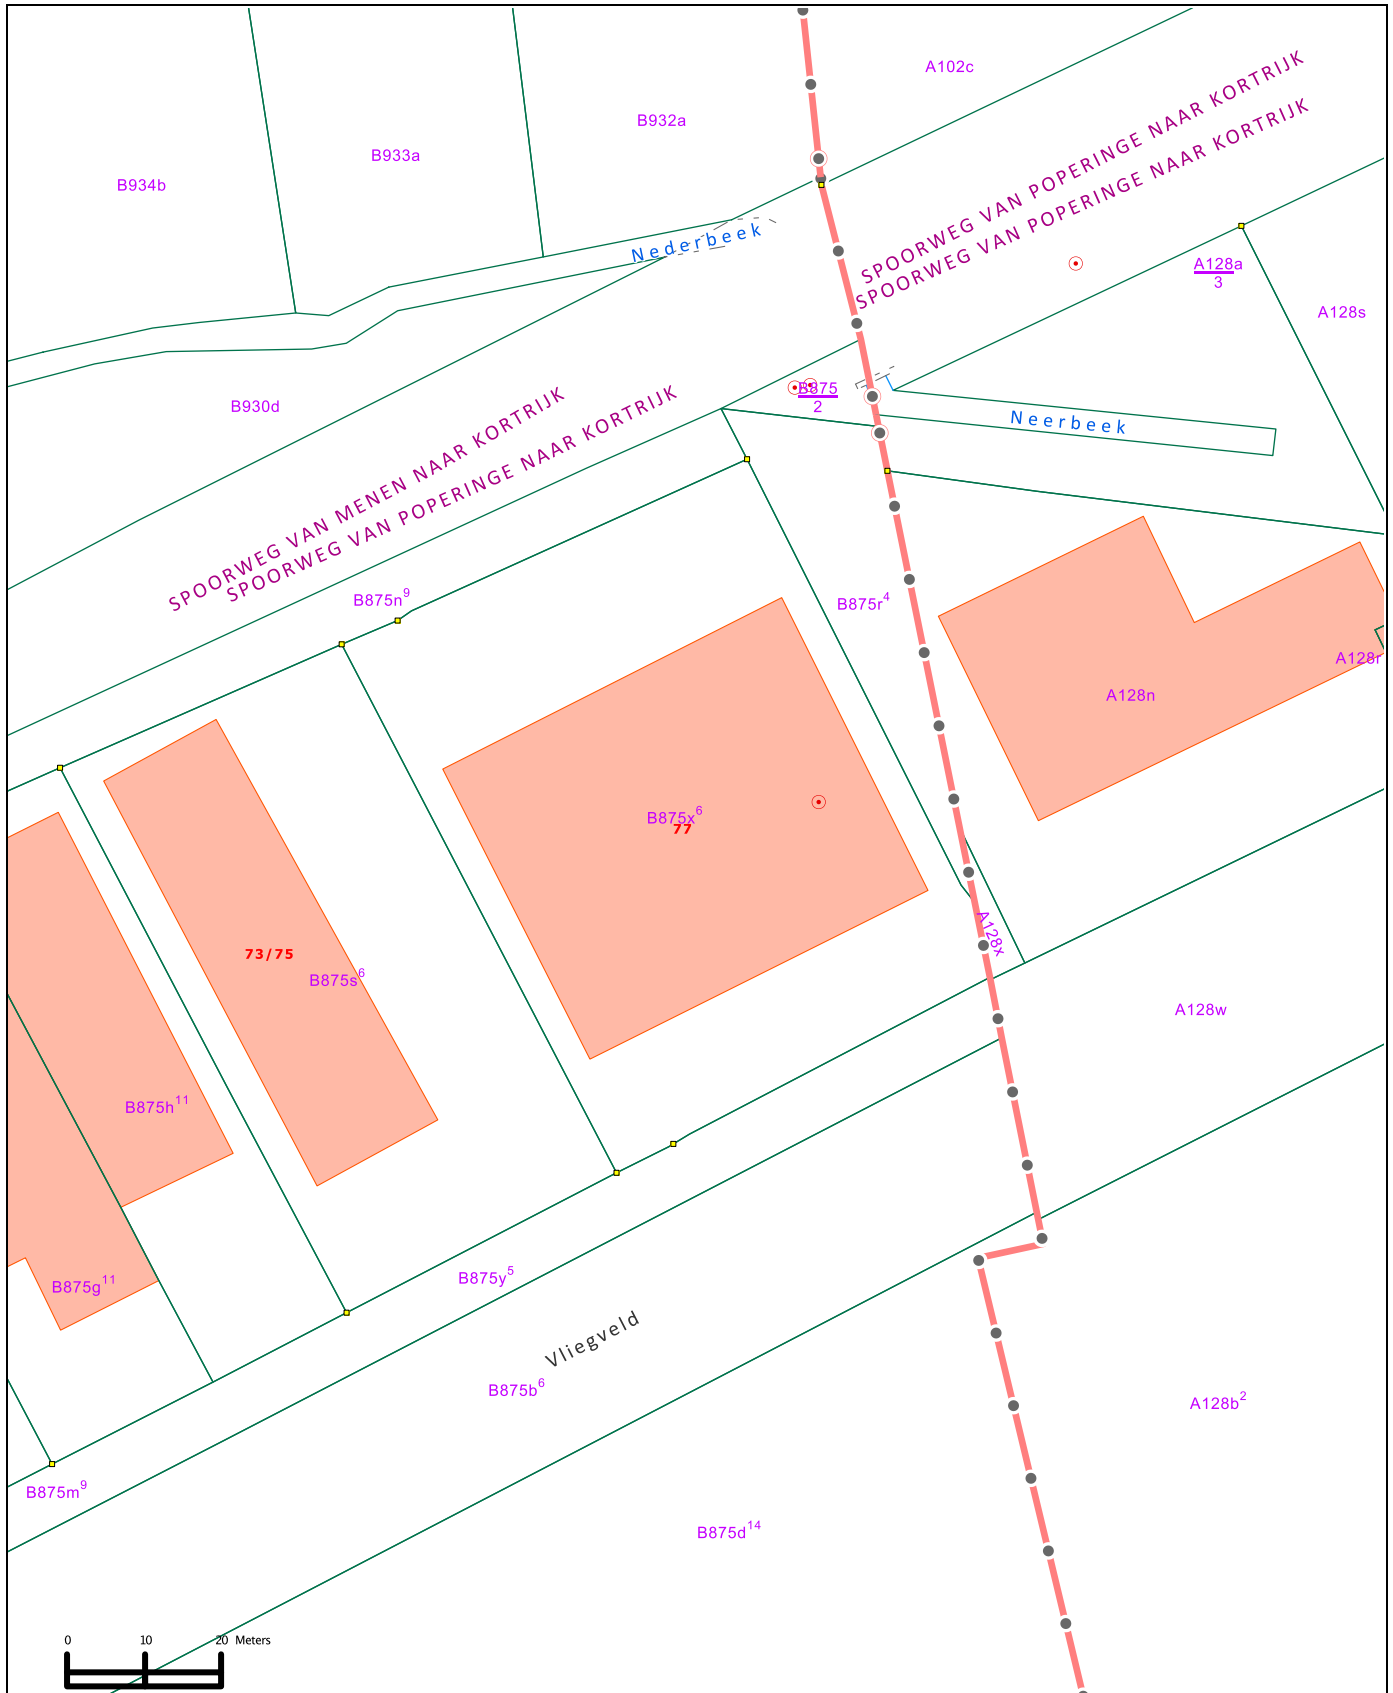 A102c
B932a
B933a
B934b
SPOORWEG VAN POPERINGE NAAR KORTRIJK
SPOORWEG VAN POPERINGE NAAR KORTRIJK
Nederbeek
A128a
3
A128s
B930d
B875
2
Neerbeek
SPOORWEG VAN MENEN NAAR KORTRIJK
SPOORWEG VAN POPERINGE NAAR KORTRIJK
B875n⁹
B875r⁴
A128r
A128n
B875x⁶
77
A128x
73/75
B875s⁶
A128w
B875h¹¹
B875g¹¹
B875y⁵
Vliegveld
B875b⁶
A128b²
B875m⁹
B875d¹⁴
0 10 20 Meters